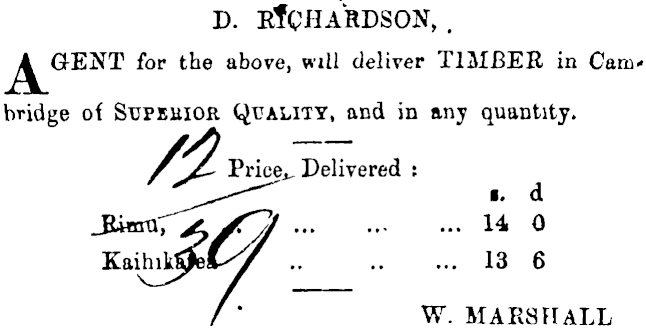 D. RICHARDSON,
AGENT for the above, will deliver TIMBER in Cam-
bridge of SUPERIOR QUALITY, and in any quantity.
12
Price, Delivered :
s. d
Rimu, .. ... ... ... 14 0
39
Kaihikatea .. .. ... 13 6
W. MARSHALL